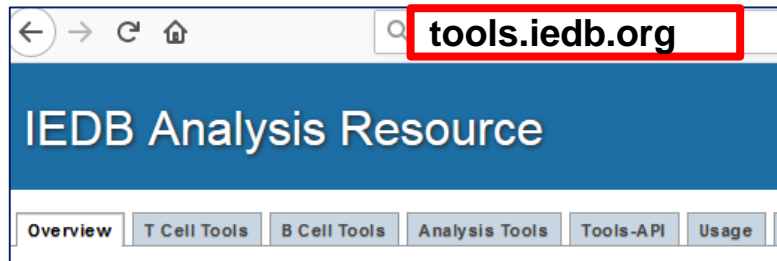 tools.iedb.org
IEDB Analysis Resource
Overview T Cell Tools B Cell Tools Analysis Tools Tools-API Usage